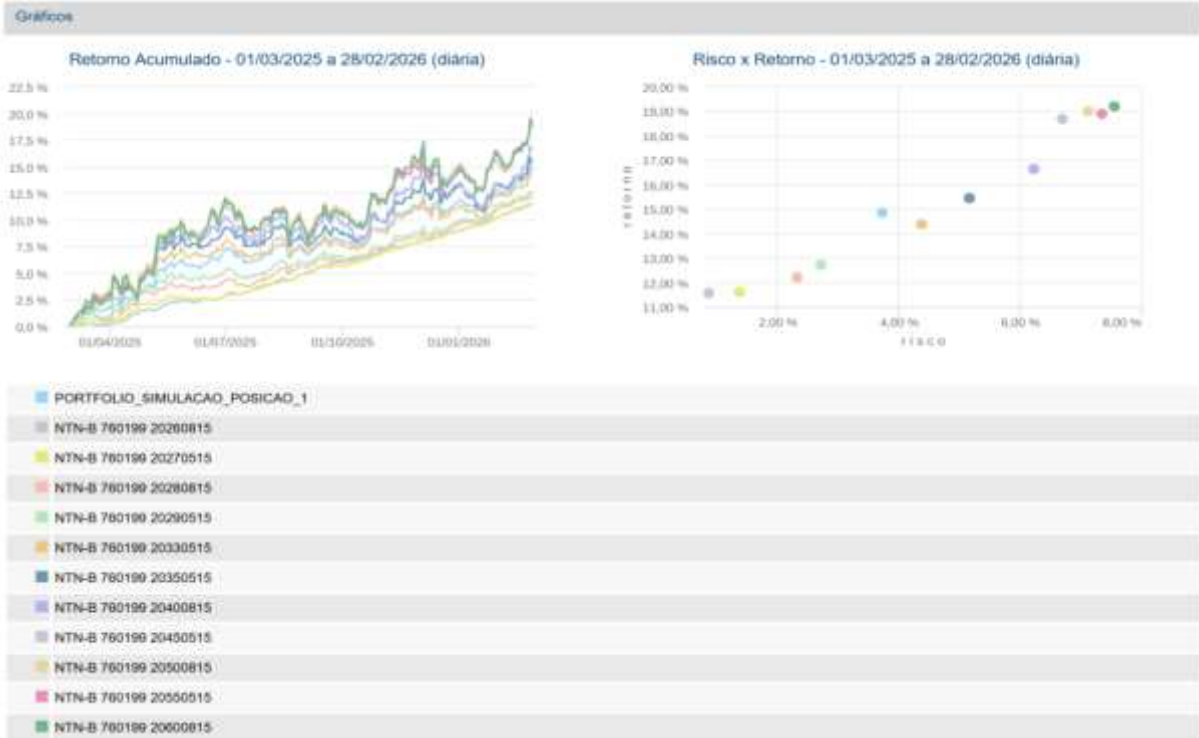 Gráficos
Retorno Acumulado - 01/03/2025 a 28/02/2026 (diária)
22,5 %
20,0 %
17,5 %
15,0 %
12,5 %
10,0 %
7,5 %
5,0 %
2,5 %
0,0 %
01/04/2025 01/07/2025 01/10/2025 01/01/2026
Risco x Retorno - 01/03/2025 a 28/02/2026 (diária)
20,00 %
19,00 %
18,00 %
17,00 %
16,00 %
15,00 %
14,00 %
13,00 %
12,00 %
11,00 %
retorno
2,00 % 4,00 % 6,00 % 8,00 %
risco
PORTFOLIO_SIMULACAO_POSICAO_1
NTN-B 760199 20260815
NTN-B 760199 20270515
NTN-B 760199 20280815
NTN-B 760199 20290515
NTN-B 760199 20330515
NTN-B 760199 20350515
NTN-B 760199 20400815
NTN-B 760199 20450515
NTN-B 760199 20500815
NTN-B 760199 20550515
NTN-B 760199 20600815